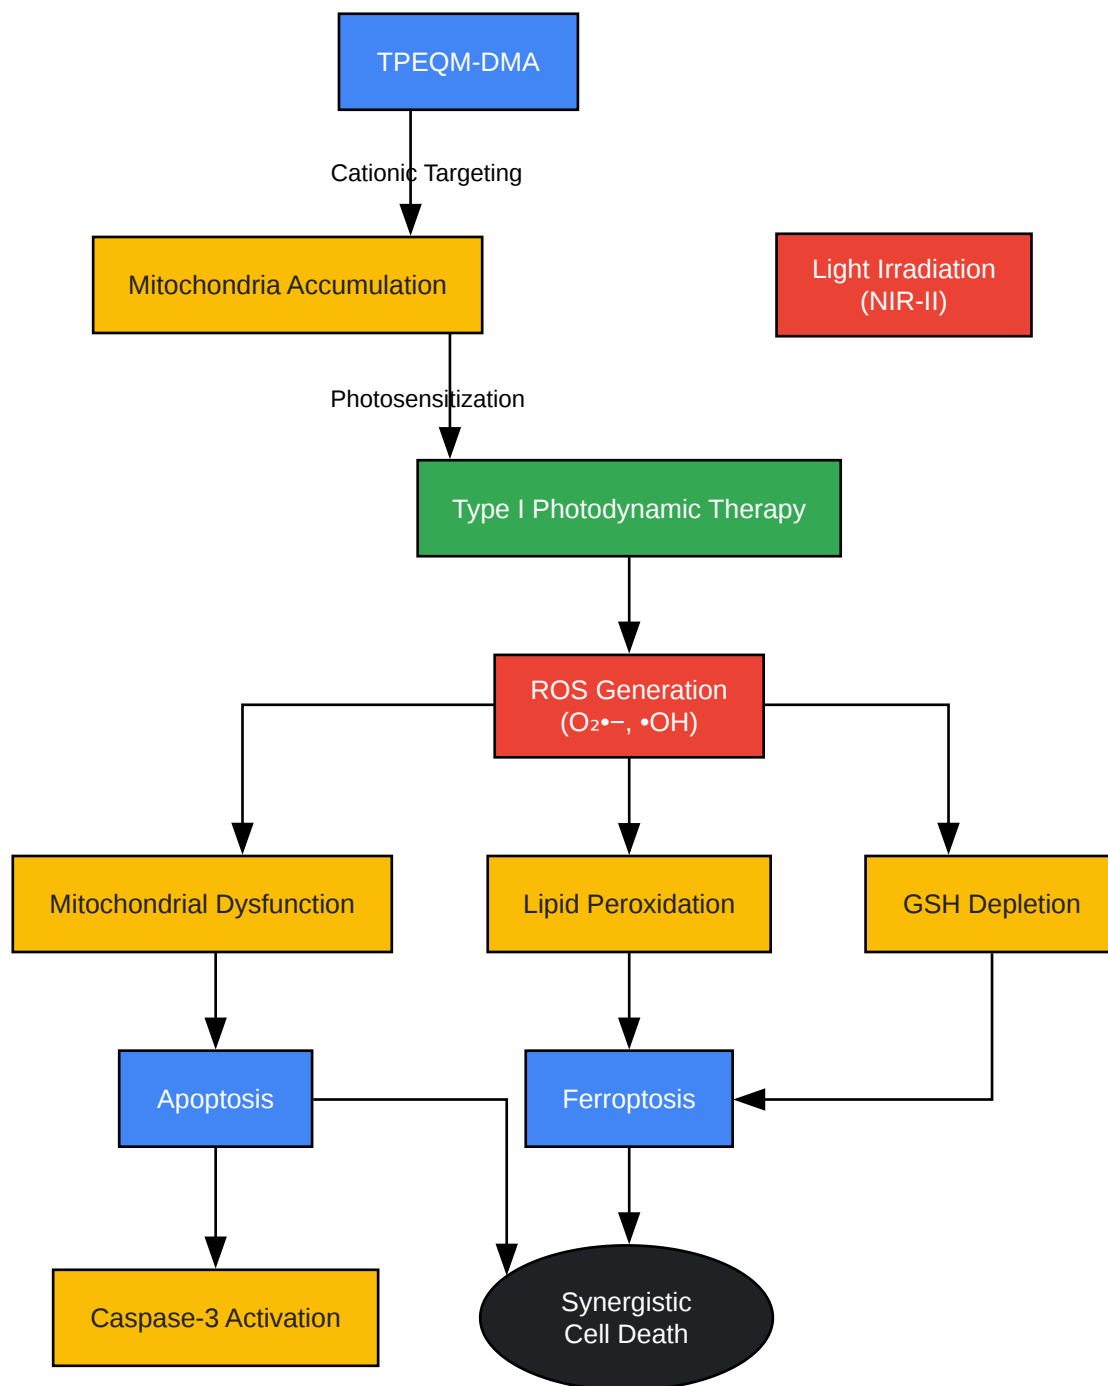 TPEQM-DMA
Cationic Targeting
Mitochondria Accumulation
Light Irradiation
(NIR-II)
Photosensitization
Type I Photodynamic Therapy
ROS Generation
(O₂•−, •OH)
Mitochondrial Dysfunction
Lipid Peroxidation
GSH Depletion
Apoptosis
Ferroptosis
Caspase-3 Activation
Synergistic
Cell Death